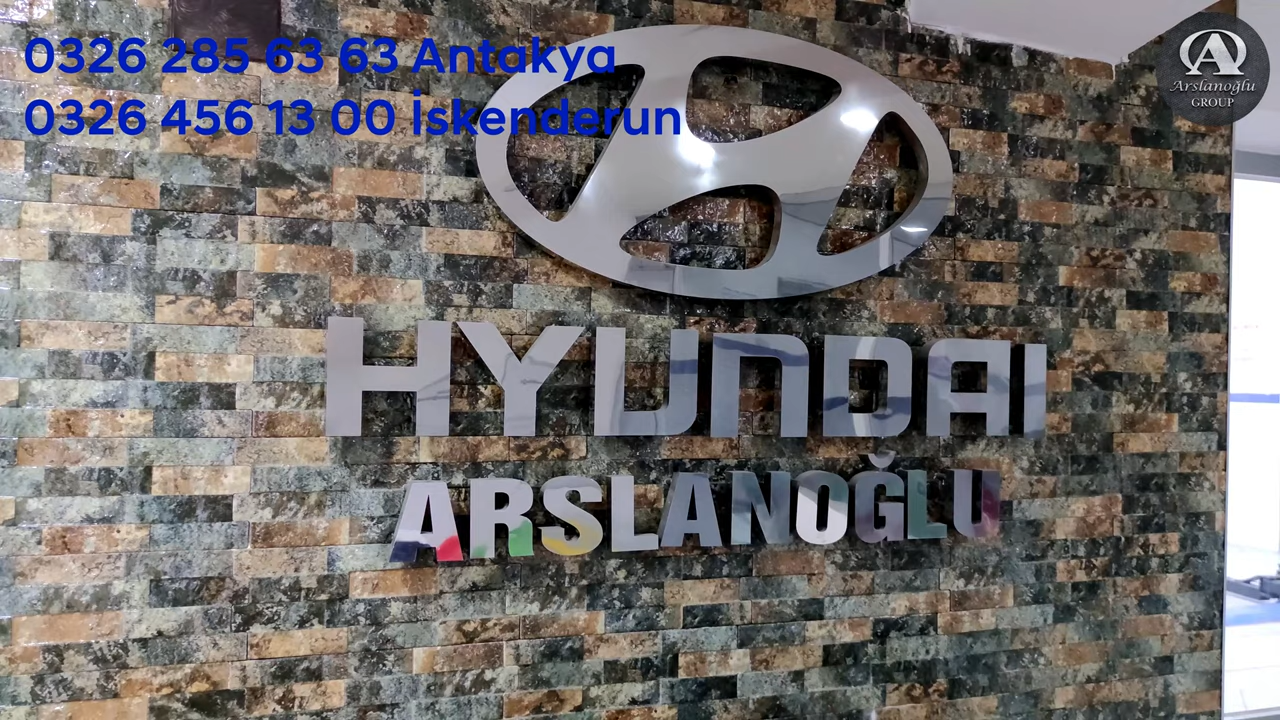 0326 285 63 63 Antakya
0326 456 13 00 İskenderun
Arslanoğlu
GROUP
HYUNDAI
ARSLANOĞLU